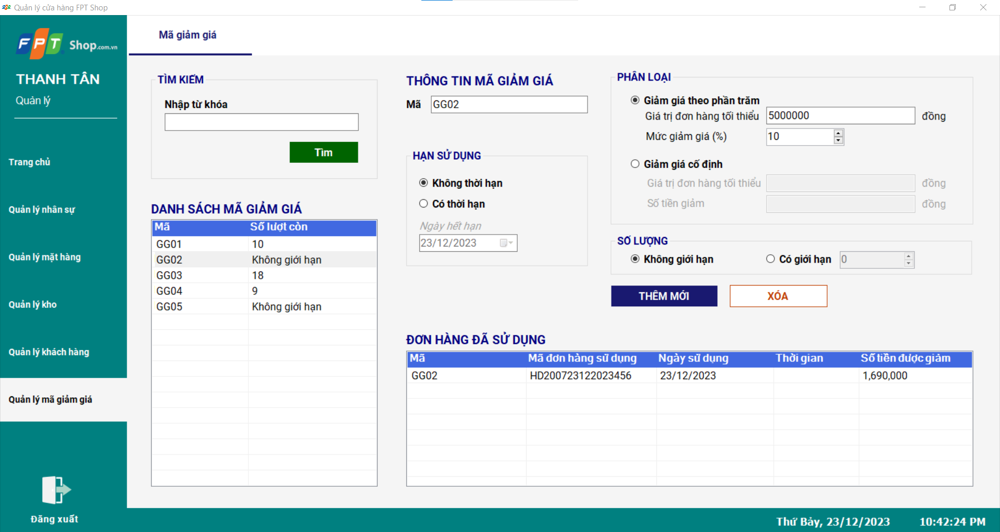 Quản lý cửa hàng FPT Shop
FPT Shop.com.vn
THANH TÂN
Quản lý
Trang chủ
Quản lý nhân sự
Quản lý mặt hàng
Quản lý kho
Quản lý khách hàng
Quản lý mã giảm giá
Đăng xuất
Mã giảm giá
TÌM KIẾM
Nhập từ khóa
Tìm
DANH SÁCH MÃ GIẢM GIÁ
Mã Số lượt còn
GG01 10
GG02 Không giới hạn
GG03 18
GG04 9
GG05 Không giới hạn
THÔNG TIN MÃ GIẢM GIÁ
Mã GG02
HẠN SỬ DỤNG
Không thời hạn
Có thời hạn
Ngày hết hạn
23/12/2023
PHÂN LOẠI
Giảm giá theo phần trăm
Giá trị đơn hàng tối thiểu 5000000 đồng
Mức giảm giá (%) 10
Giảm giá cố định
Giá trị đơn hàng tối thiểu đồng
Số tiền giảm đồng
SỐ LƯỢNG
Không giới hạn Có giới hạn 0
THÊM MỚI XÓA
ĐƠN HÀNG ĐÃ SỬ DỤNG
Mã Mã đơn hàng sử dụng Ngày sử dụng Thời gian Số tiền được giảm
GG02 HD200723122023456 23/12/2023 1,690,000
Thứ Bảy, 23/12/2023 10:42:24 PM